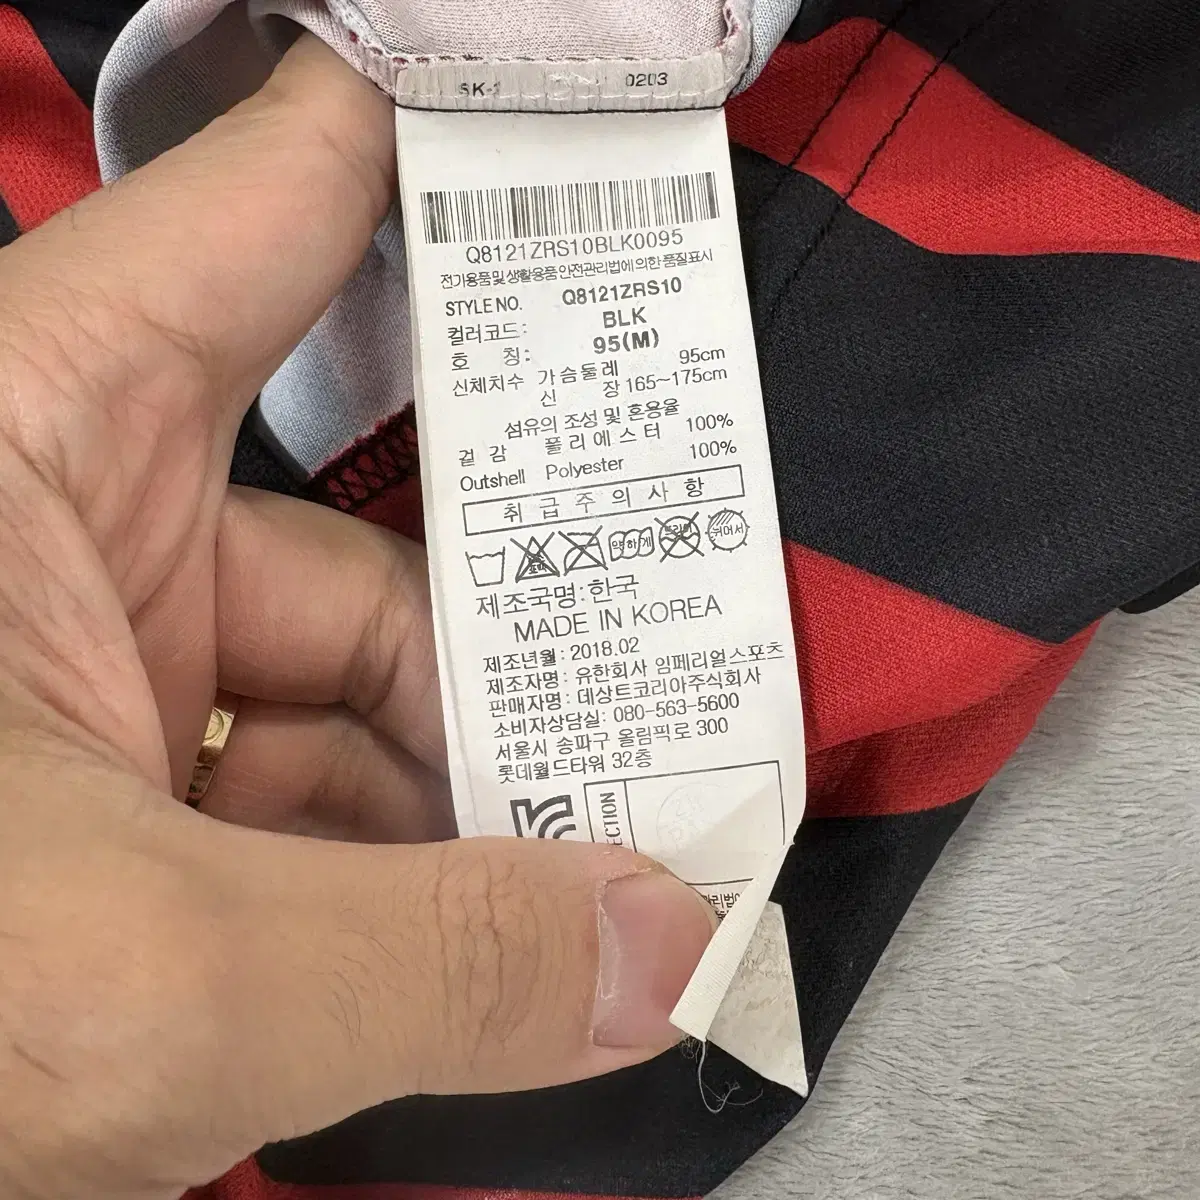 0203
Q8121ZRS10BLK0095
전기용품및생활용품안전관리법에의한품질표시
STYLE NO. Q8121ZRS10
컬러코드: BLK
호 칭: 95(M)
신체치수 가슴둘레 95cm
신 장 165~175cm
섬유의 조성 및 혼용율
겉 감 폴리에스터 100%
Outshell Polyester 100%
취 급 주 의 사 항
약하게 드라이
제조국명:한국
MADE IN KOREA
제조년월: 2018.02
제조자명: 유한회사 임페리얼스포츠
판매자명: 데상트코리아주식회사
소비자상담실: 080-563-5600
서울시 송파구 올림픽로 300
롯데월드타워 32층